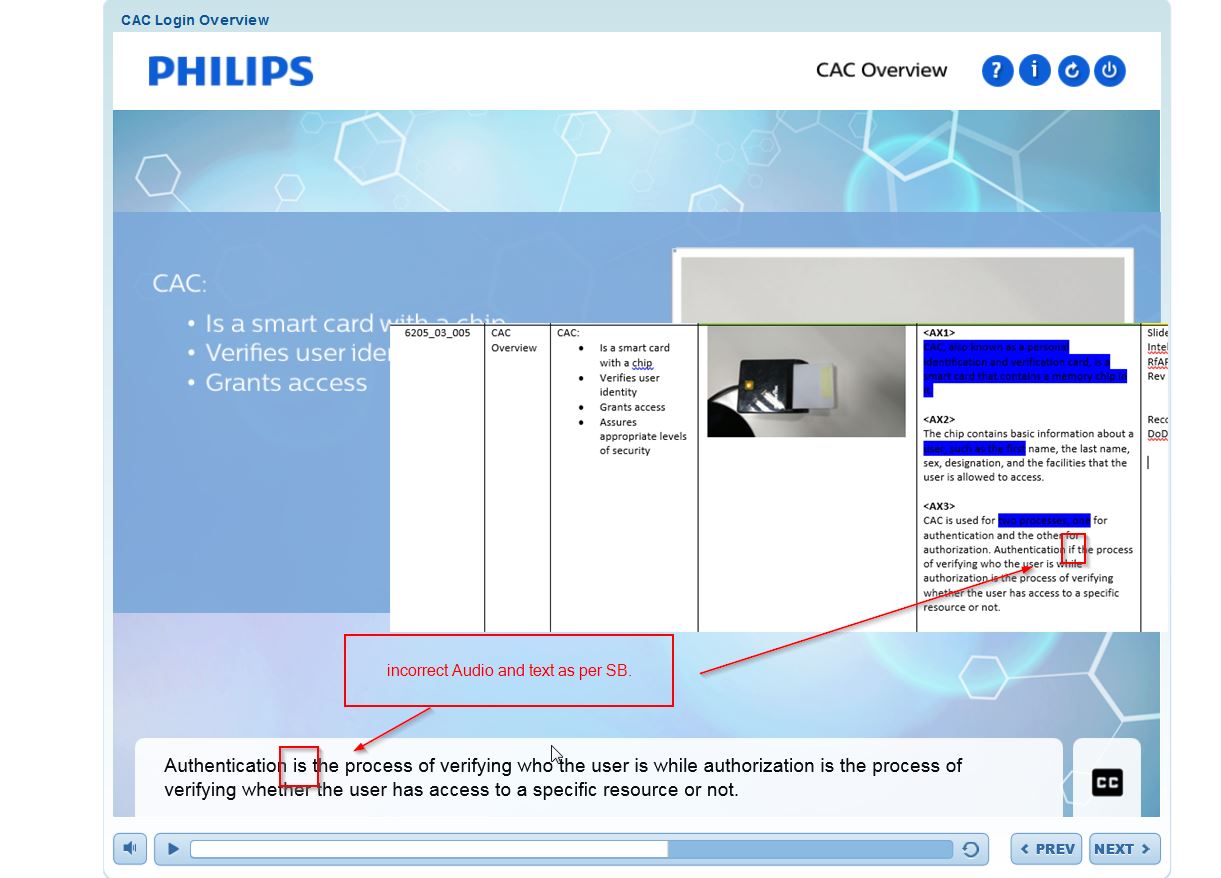 CAC Login Overview
PHILIPS
CAC Overview
?
i
CAC:
• Is a smart card with a chip
• Verifies user iden
• Grants access
6205_03_005
CAC
Overview
CAC:
• Is a smart card
with a chip
• Verifies user
identity
• Grants access
• Assures
appropriate levels
of security
<AX1>
CAC, also known as a personal
identification and verification card, is a
smart card that contains a memory chip in
it.
<AX2>
The chip contains basic information about a
user, such as the first name, the last name,
sex, designation, and the facilities that the
user is allowed to access.
<AX3>
CAC is used for two processes, one for
authentication and the other for
authorization. Authentication if the process
of verifying who the user is while
authorization is the process of verifying
whether the user has access to a specific
resource or not.
Slide
Intel
RfAR
Rev
Reco
DoD
incorrect Audio and text as per SB.
Authentication is the process of verifying who the user is while authorization is the process of
verifying whether the user has access to a specific resource or not.
CC
< PREV
NEXT >